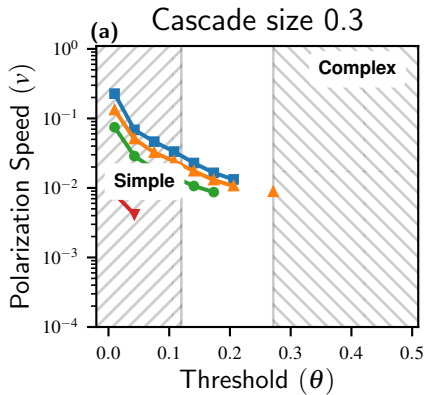 (a) Cascade size 0.3
10⁰
Complex
10⁻¹
10⁻²
Simple
10⁻³
10⁻⁴
Polarization Speed (ν)
0.0 0.1 0.2 0.3 0.4 0.5
Threshold (θ)